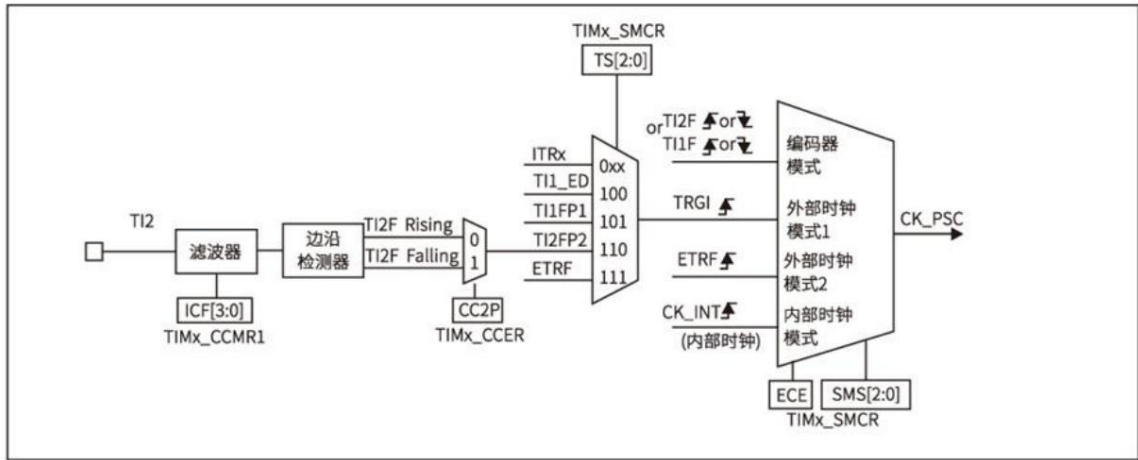 TIMx_SMCR
TS[2:0]
orTI2F or
TI1F or
编码器
模式
ITRx
0xx
TI1_ED
100
TI1FP1
101
TRGI
外部时钟
模式1
CK_PSC
TI2
滤波器
边沿
检测器
TI2F Rising
TI2F Falling
0
1
TI2FP2
110
ETRF
111
ETRF
外部时钟
模式2
ICF[3:0]
TIMx_CCMR1
CC2P
TIMx_CCER
CK_INT
(内部时钟)
内部时钟
模式
ECE
SMS[2:0]
TIMx_SMCR